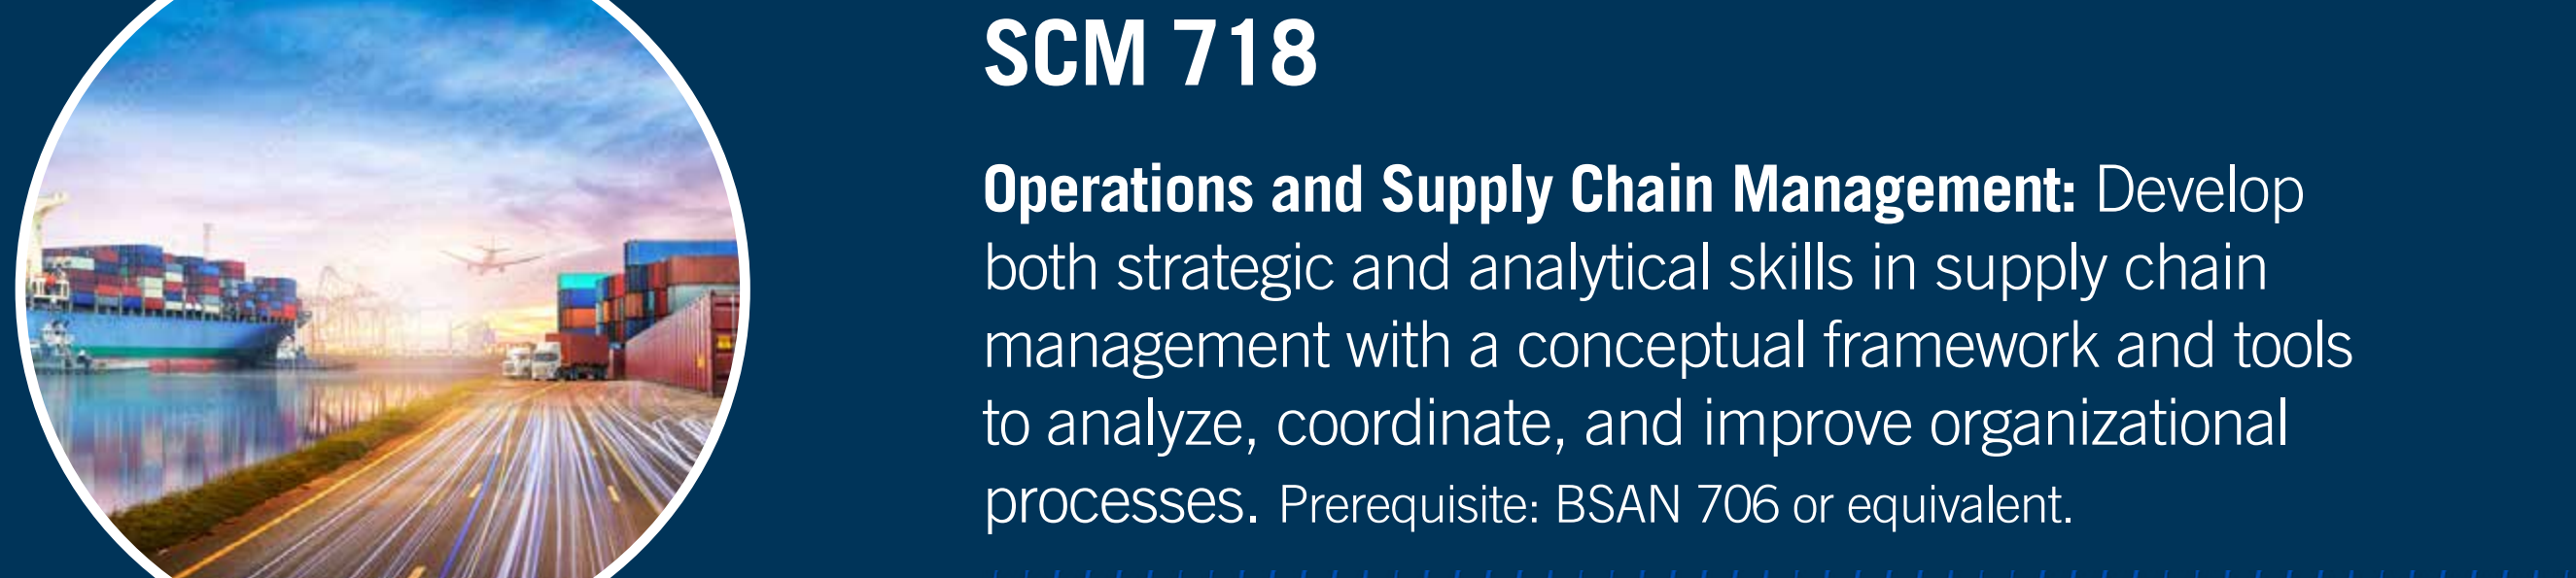 SCM 718
Operations and Supply Chain Management: Develop
both strategic and analytical skills in supply chain
management with a conceptual framework and tools
to analyze, coordinate, and improve organizational
processes. Prerequisite: BSAN 706 or equivalent.